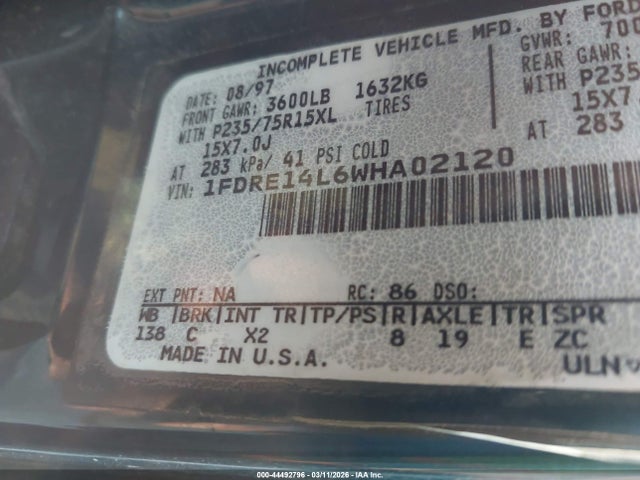 INCOMPLETE VEHICLE MFD. BY FORD
DATE: 08/97 GVWR: 700
FRONT GAWR: 3600LB 1632KG REAR GAWR:
WITH P235/75R15XL TIRES WITH P235
15X7.0J 15X7
AT 283 kPa/ 41 PSI COLD AT 283
VIN: 1FDRE14L6WHA02120
EXT PNT: NA RC: 86 DSO:
WB BRK INT TR TP/PS R AXLE TR SPR
138 C X2 8 19 E ZC
MADE IN U.S.A. ULN
000-44492796 - 03/11/2026 - IAA Inc.